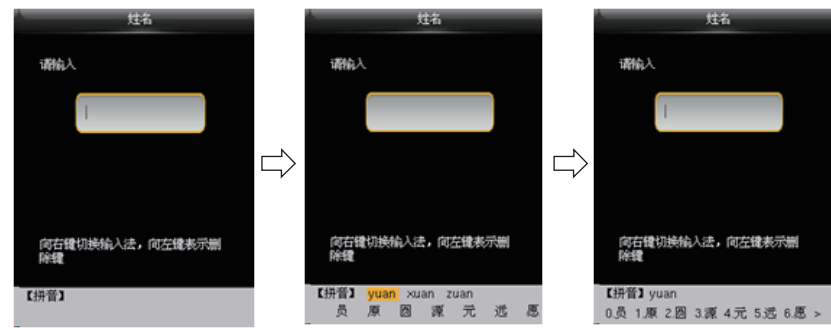 姓名
请输入
向右键切换输入法，向左键表示删
除键
【拼音】
姓名
请输入
向右键切换输入法，向左键表示删
除键
【拼音】 yuan xuan zuan
员 原 圆 源 元 远 愿
姓名
请输入
向右键切换输入法，向左键表示删
除键
【拼音】yuan
0.员 1.原 2.圆 3.源 4.元 5.远 6.愿 >